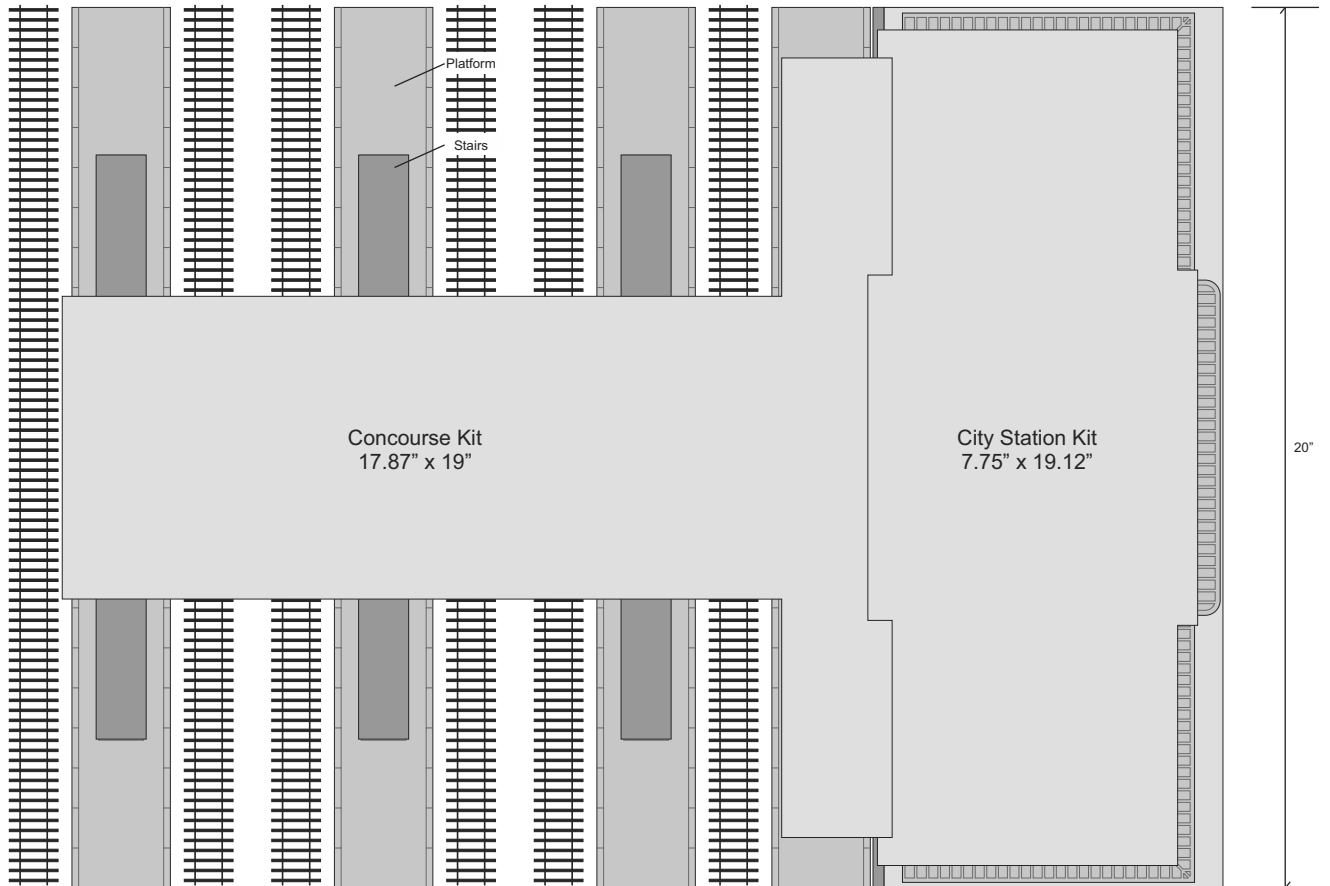 Platform
Stairs
Concourse Kit
17.87” x 19”
City Station Kit
7.75” x 19.12”
20”